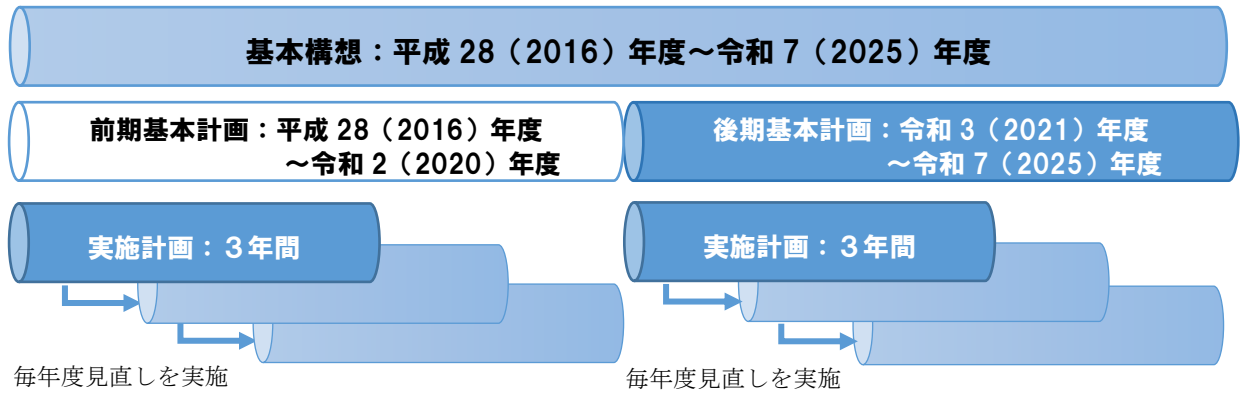 基本構想：平成 28（2016）年度～令和 7（2025）年度
前期基本計画：平成 28（2016）年度
～令和 2（2020）年度
後期基本計画：令和 3（2021）年度
～令和 7（2025）年度
実施計画：３年間
実施計画：３年間
毎年度見直しを実施
毎年度見直しを実施